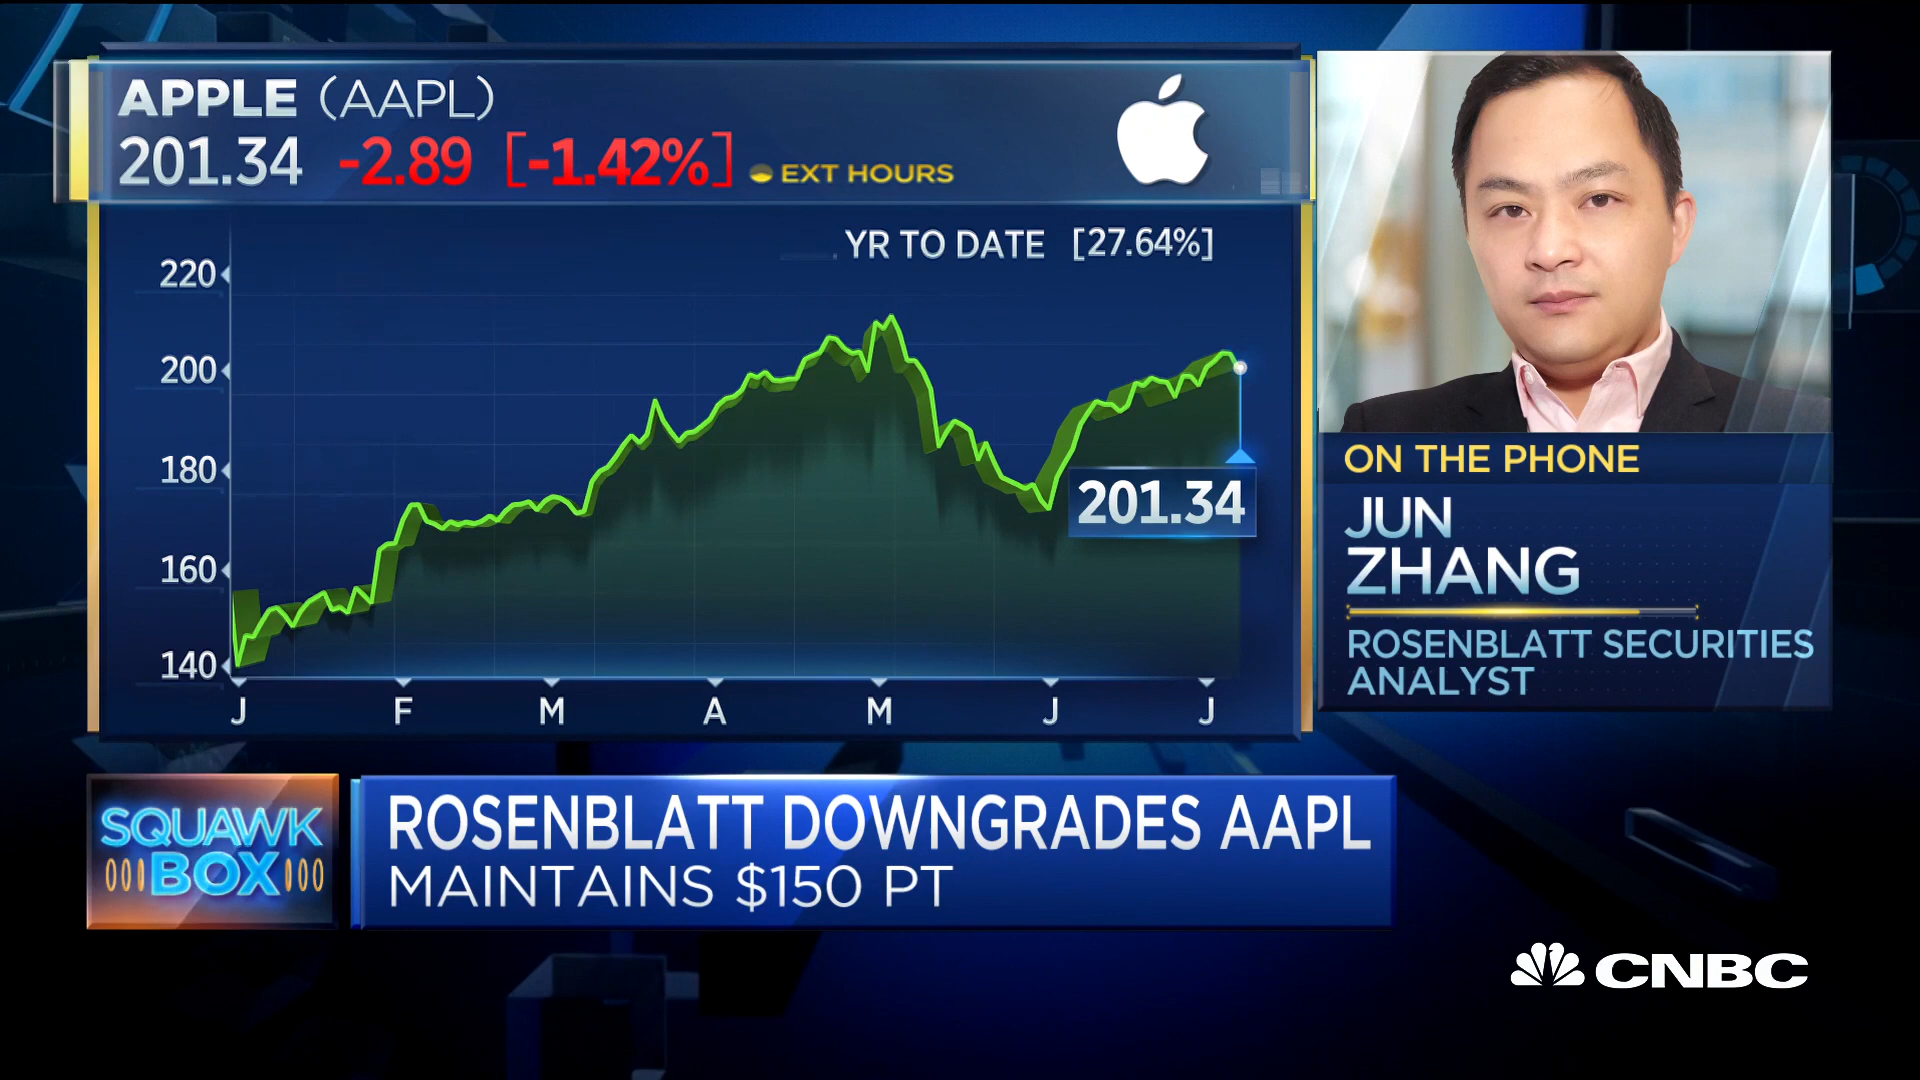 APPLE (AAPL)
201.34 -2.89 [-1.42%] EXT HOURS
YR TO DATE [27.64%]
220
200
180
160
140
J F M A M J J
201.34
ON THE PHONE
JUN
ZHANG
ROSENBLATT SECURITIES
ANALYST
SQUAWK
BOX
ROSENBLATT DOWNGRADES AAPL
MAINTAINS $150 PT
CNBC